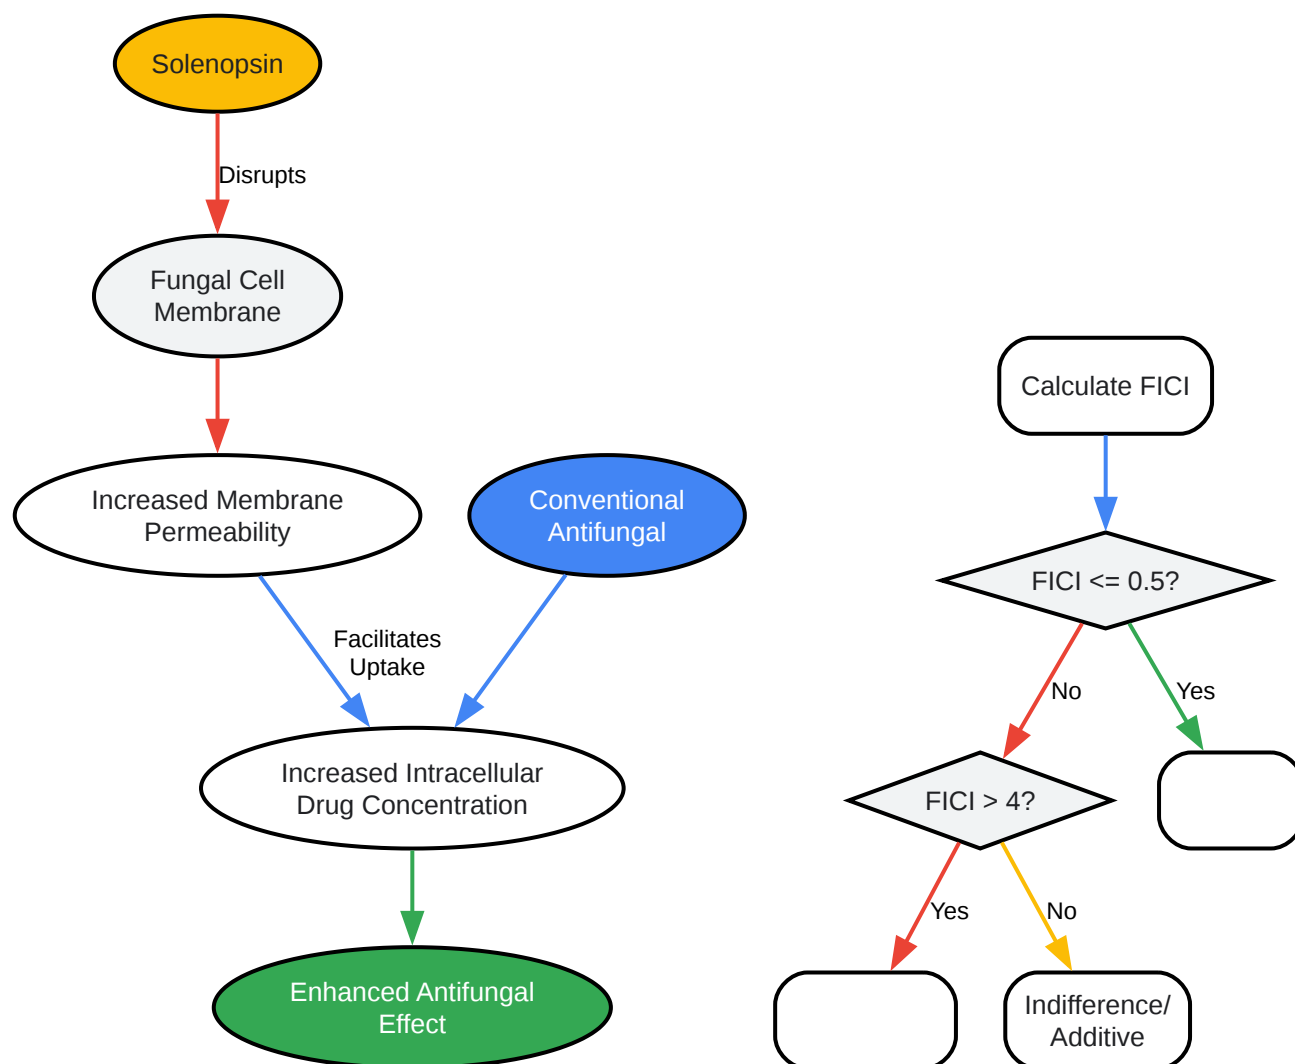 Solenopsin
Disrupts
Fungal Cell
Membrane
Increased Membrane
Permeability
Conventional
Antifungal
Facilitates
Uptake
Increased Intracellular
Drug Concentration
Enhanced Antifungal
Effect
Calculate FICI
FICI <= 0.5?
No
Yes
FICI > 4?
Yes
No
Indifference/
Additive